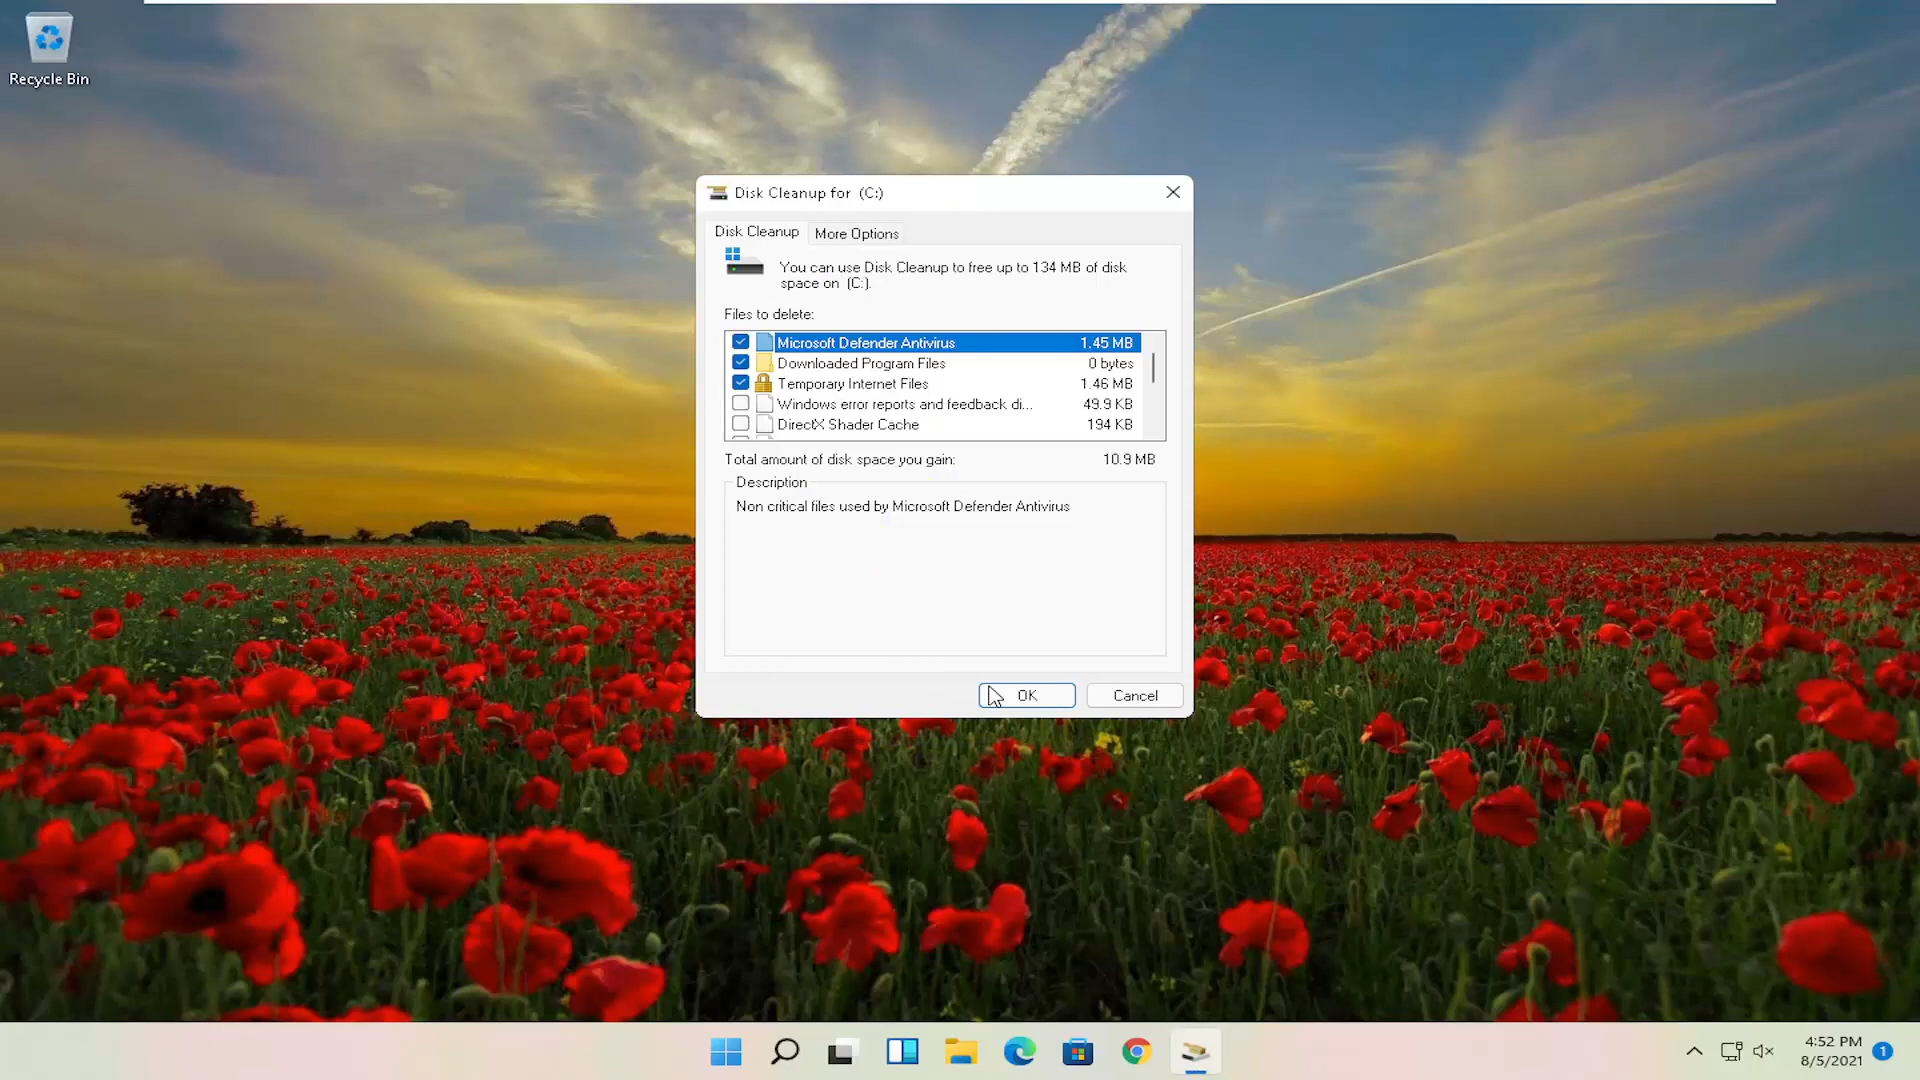 Recycle Bin
Disk Cleanup for (C:)
Disk Cleanup
More Options
You can use Disk Cleanup to free up to 134 MB of disk
space on (C:).
Files to delete:
Microsoft Defender Antivirus 1.45 MB
Downloaded Program Files 0 bytes
Temporary Internet Files 1.46 MB
Windows error reports and feedback di... 49.9 KB
DirectX Shader Cache 194 KB
Total amount of disk space you gain: 10.9 MB
Description
Non critical files used by Microsoft Defender Antivirus
OK
Cancel
4:52 PM
8/5/2021
1